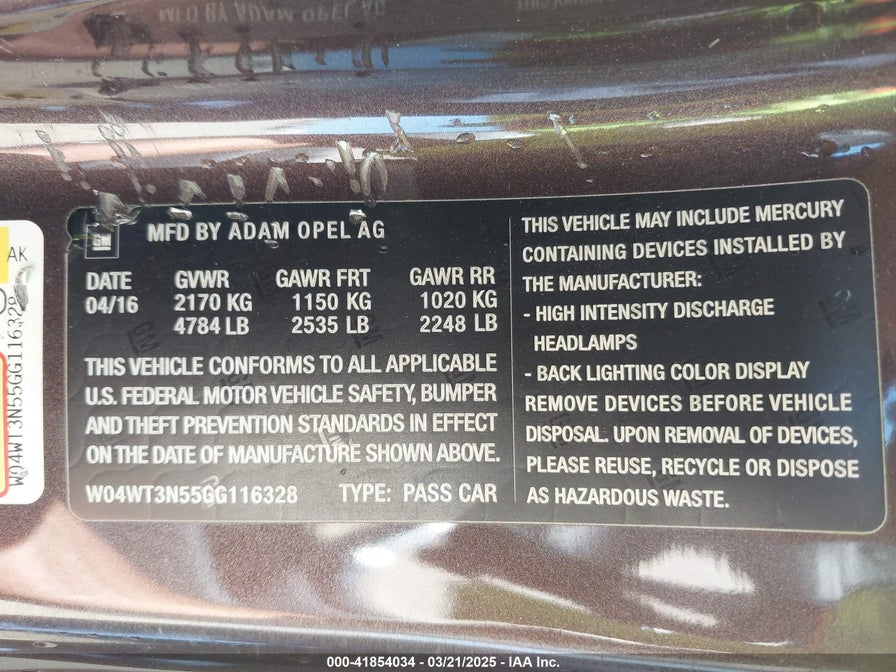 GM
MFD BY ADAM OPEL AG
DATE GVWR GAWR FRT GAWR RR
04/16 2170 KG 1150 KG 1020 KG
4784 LB 2535 LB 2248 LB
THIS VEHICLE CONFORMS TO ALL APPLICABLE
U.S. FEDERAL MOTOR VEHICLE SAFETY, BUMPER
AND THEFT PREVENTION STANDARDS IN EFFECT
ON THE DATE OF MANUFACTURE SHOWN ABOVE.
W04WT3N55GG116328 TYPE: PASS CAR
THIS VEHICLE MAY INCLUDE MERCURY
CONTAINING DEVICES INSTALLED BY
THE MANUFACTURER:
- HIGH INTENSITY DISCHARGE
HEADLAMPS
- BACK LIGHTING COLOR DISPLAY
REMOVE DEVICES BEFORE VEHICLE
DISPOSAL. UPON REMOVAL OF DEVICES,
PLEASE REUSE, RECYCLE OR DISPOSE
AS HAZARDOUS WASTE.
AK
W04WT3N55GG116328
000-41854034 - 03/21/2025 - IAA Inc.